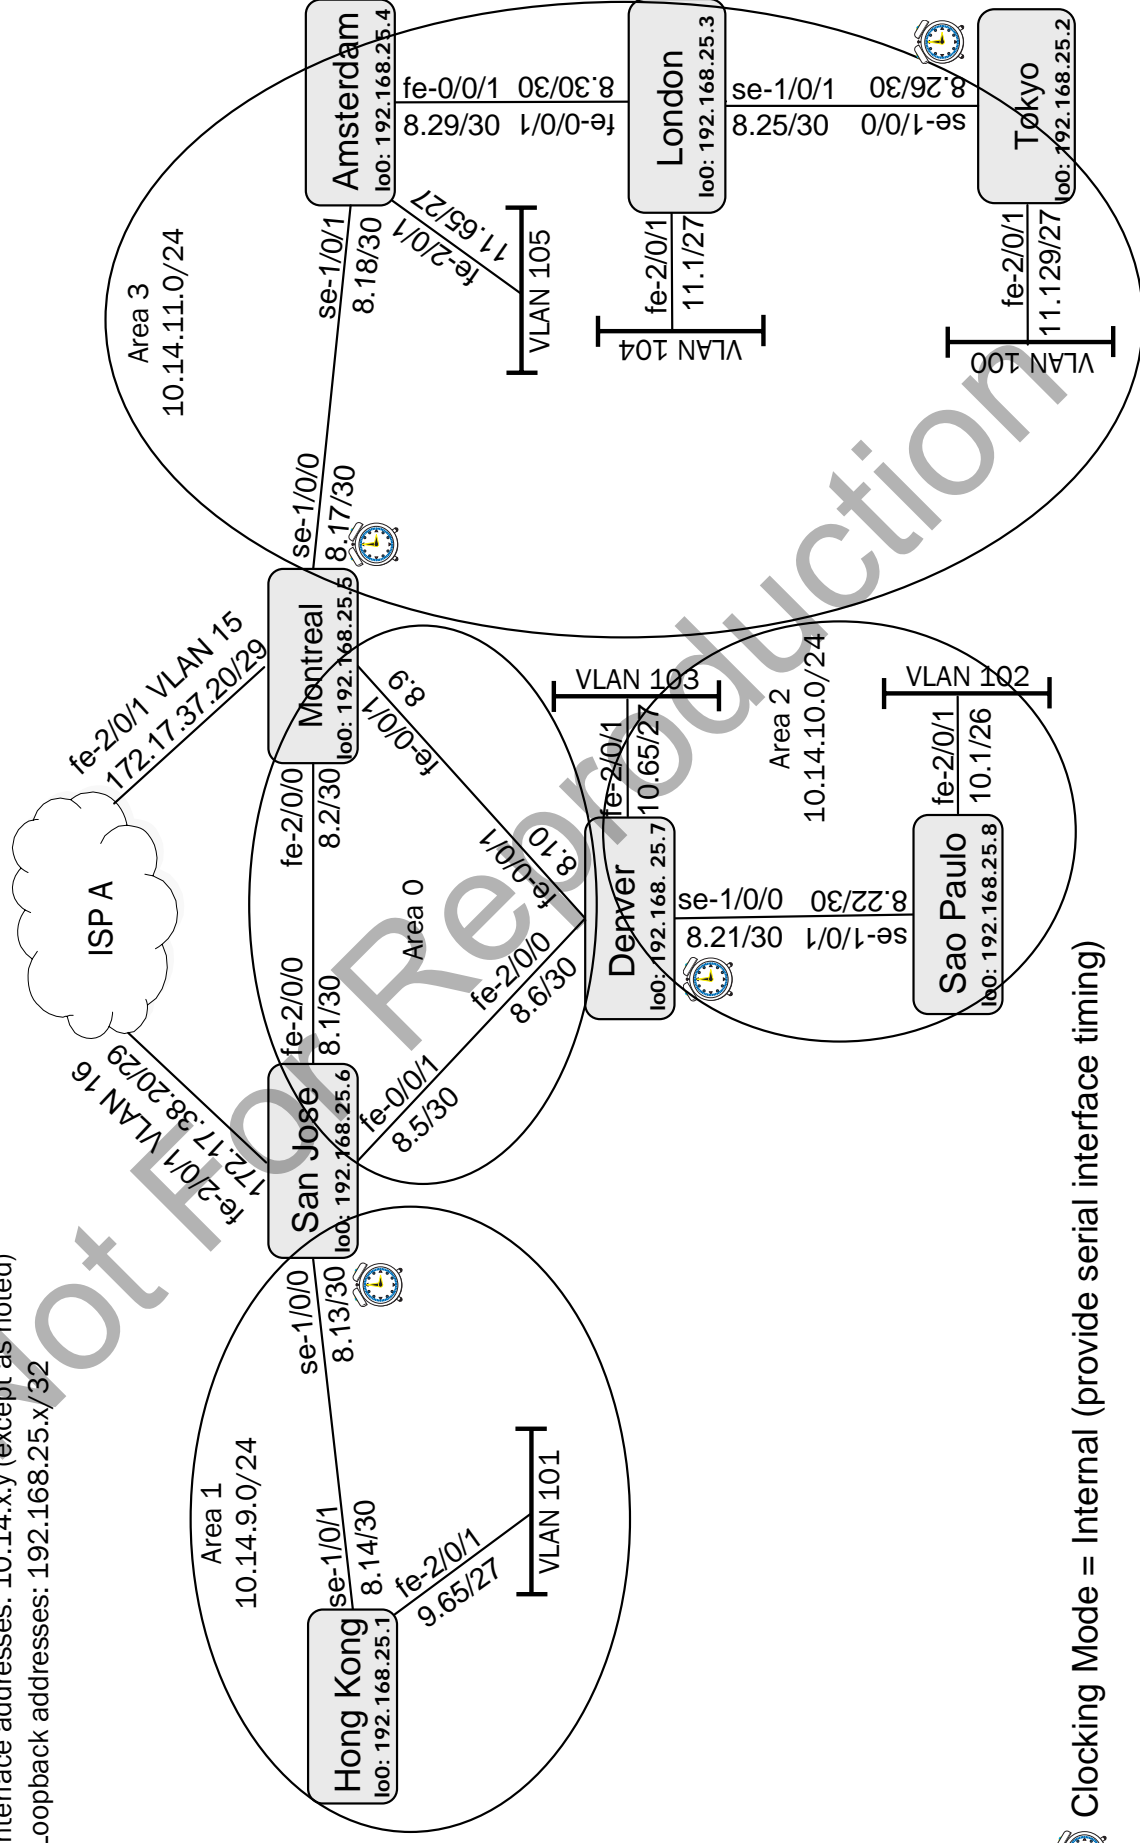 Interface addresses: 10.14.x.y (except as noted)
Loopback addresses: 192.168.25.x/32
Not For Reproduction
ISP A
fe-2/0/1 VLAN 16
172.17.38.20/29
fe-2/0/1 VLAN 15
172.17.37.20/29
Area 1
10.14.9.0/24
Hong Kong
lo0: 192.168.25.1
se-1/0/1
8.14/30
fe-2/0/1
9.65/27
VLAN 101
se-1/0/0
8.13/30
San Jose
lo0: 192.168.25.6
fe-2/0/0
8.1/30
fe-0/0/1
8.5/30
Area 0
fe-2/0/0
8.2/30
Montreal
lo0: 192.168.25.5
fe-0/0/1
8.9
fe-2/0/0
8.6/30
fe-0/0/1
8.10
Denver
lo0: 192.168. 25.7
fe-2/0/1
10.65/27
VLAN 103
se-1/0/0
8.21/30
Area 2
10.14.10.0/24
se-1/0/1
8.22/30
Sao Paulo
lo0: 192.168.25.8
fe-2/0/1
10.1/26
VLAN 102
se-1/0/0
8.17/30
Area 3
10.14.11.0/24
se-1/0/1
8.18/30
Amsterdam
lo0: 192.168.25.4
fe-2/0/1
11.65/27
VLAN 105
fe-0/0/1
8.29/30
fe-0/0/1
8.30/30
London
lo0: 192.168.25.3
fe-2/0/1
11.1/27
VLAN 104
se-1/0/1
8.25/30
se-1/0/0
8.26/30
Tokyo
lo0: 192.168.25.2
fe-2/0/1
11.129/27
VLAN 100
Clocking Mode = Internal (provide serial interface timing)